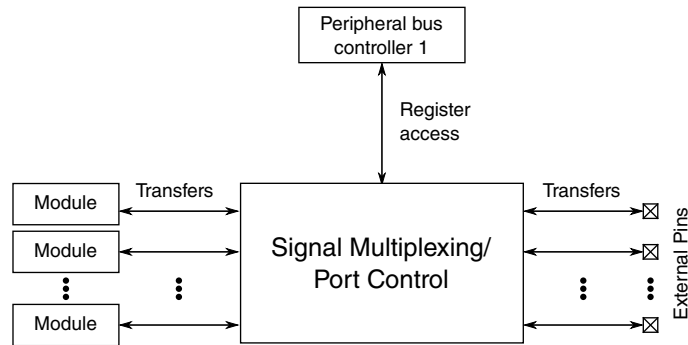 Peripheral bus
controller 1
Register
access
Transfers
Transfers
Module
Module
Module
Signal Multiplexing/
Port Control
External Pins